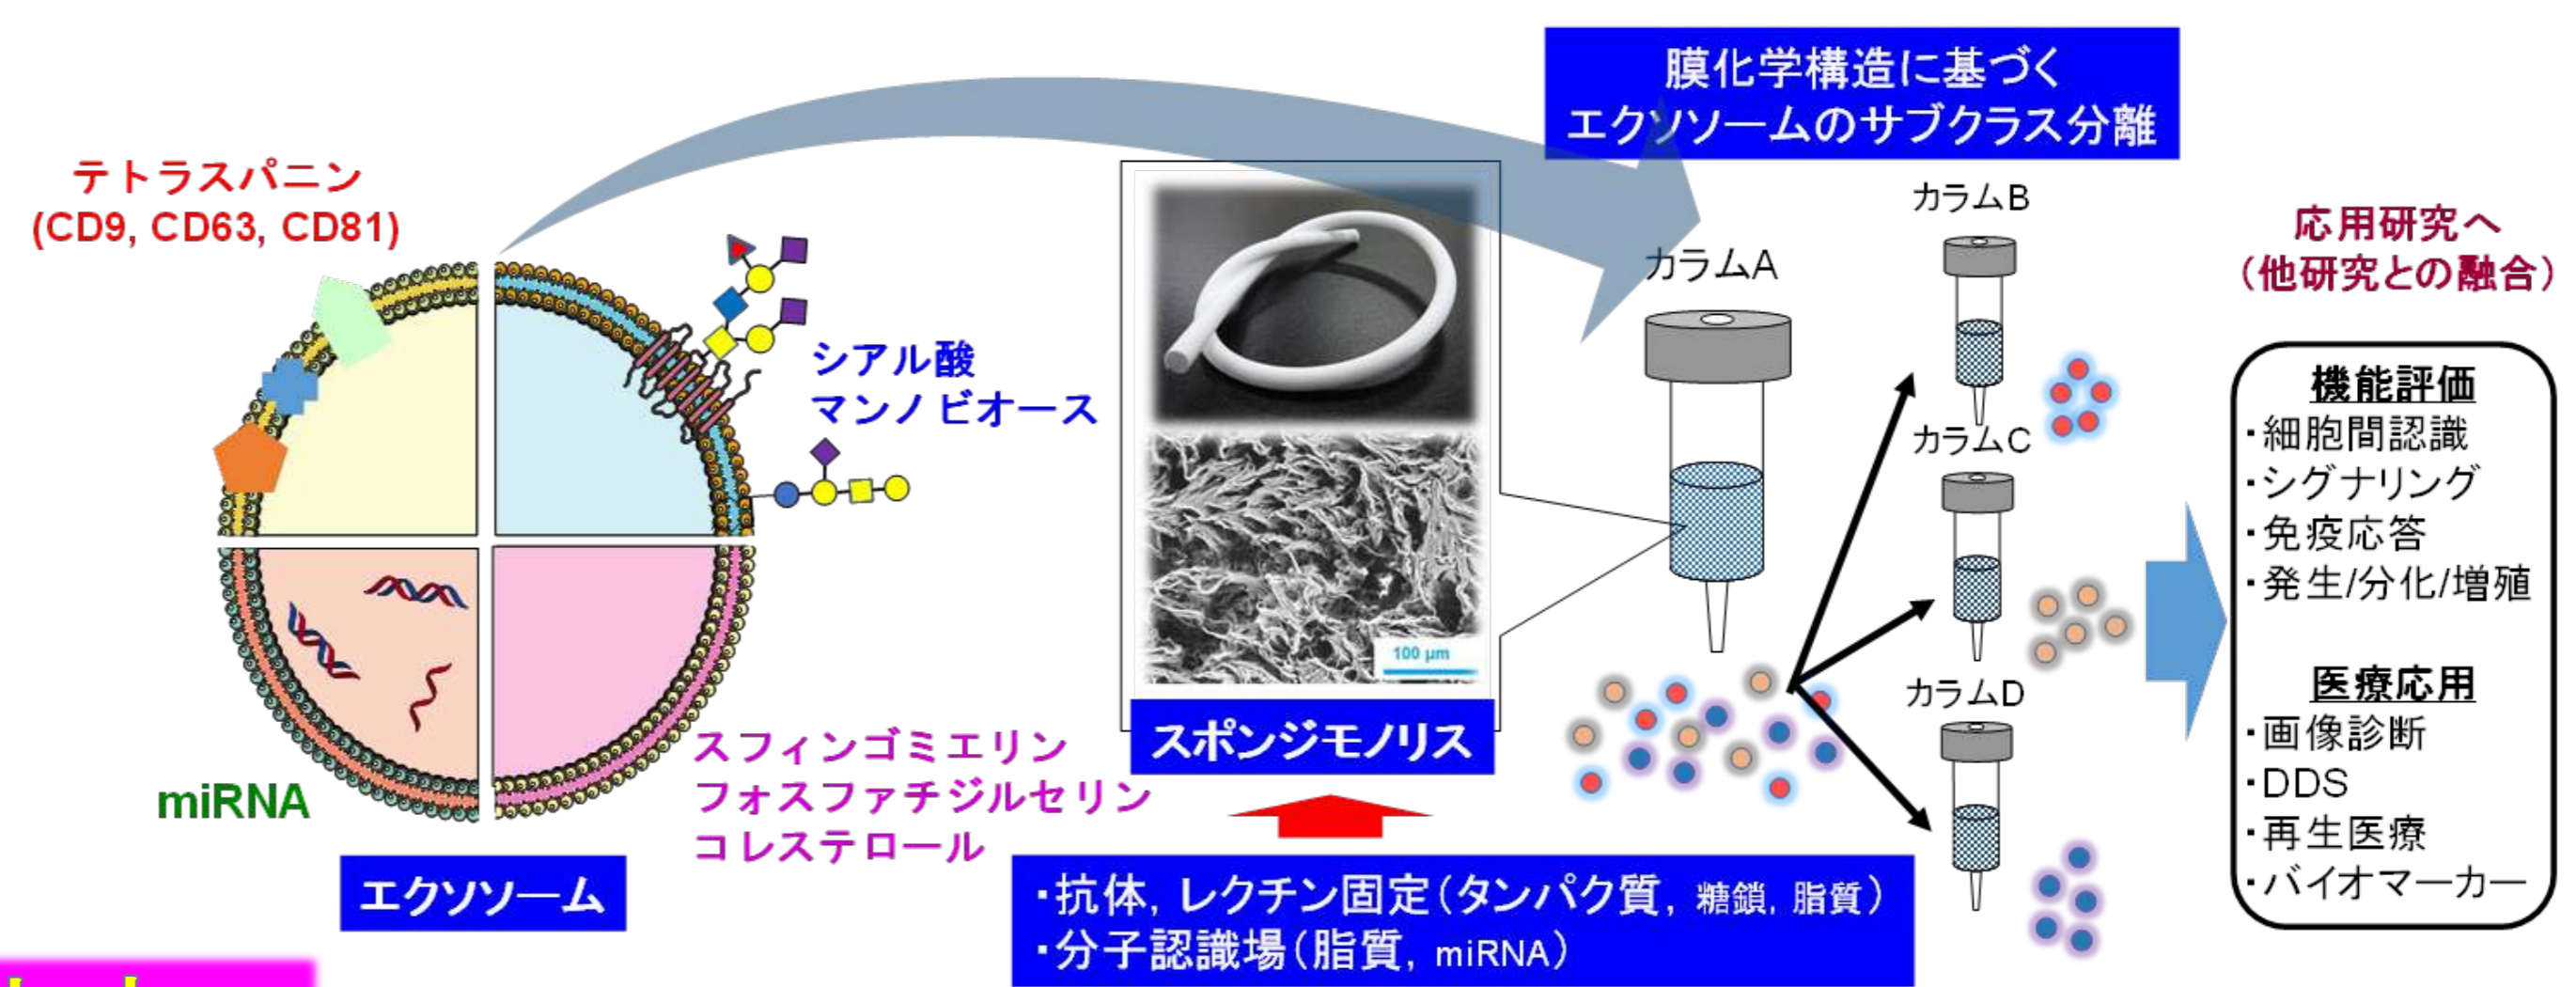 膜化学構造に基づく
エクソソームのサブクラス分離
テトラスパニン
(CD9, CD63, CD81)
シアル酸
マンノビオース
miRNA
スフィンゴミエリン
フォスファチジルセリン
コレステロール
エクソソーム
100 µm
スポンジモノリス
・抗体, レクチン固定(タンパク質, 糖鎖, 脂質)
・分子認識場(脂質, miRNA)
カラムA
カラムB
カラムC
カラムD
応用研究へ
(他研究との融合)
機能評価
・細胞間認識
・シグナリング
・免疫応答
・発生/分化/増殖
医療応用
・画像診断
・DDS
・再生医療
・バイオマーカー